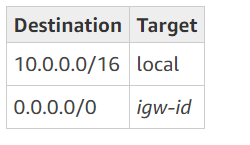 Destination Target
10.0.0.0/16 local
0.0.0.0/0 igw-id